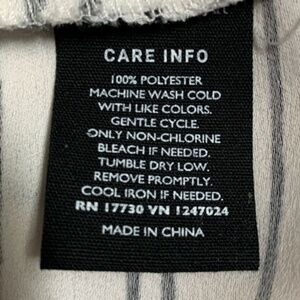 CARE INFO
100% POLYESTER
MACHINE WASH COLD
WITH LIKE COLORS.
GENTLE CYCLE.
ONLY NON-CHLORINE
BLEACH IF NEEDED.
TUMBLE DRY LOW.
REMOVE PROMPTLY.
COOL IRON IF NEEDED.
RN 17730 VN 1247024
MADE IN CHINA